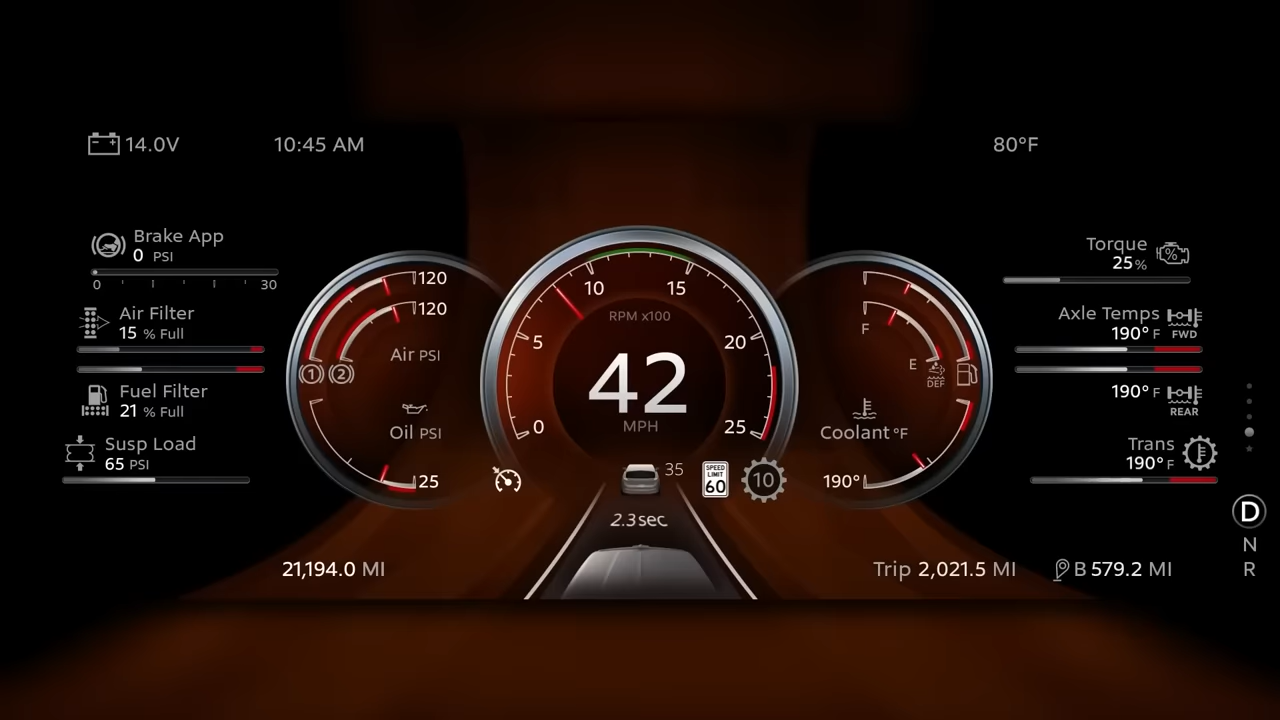 14.0V
10:45 AM
80°F
Brake App
0 PSI
0 30
Air Filter
15 % Full
Fuel Filter
21 % Full
Susp Load
65 PSI
120
120
Air PSI
1 2
Oil PSI
25
0 5 10 15 20 25
RPM x100
42
MPH
35
SPEED LIMIT 60
10
2.3sec
F
E
DEF
Coolant °F
190°
Torque
25%
%
Axle Temps
190° F
FWD
190° F
REAR
Trans
190° F
D
N
R
21,194.0 MI
Trip 2,021.5 MI
B 579.2 MI